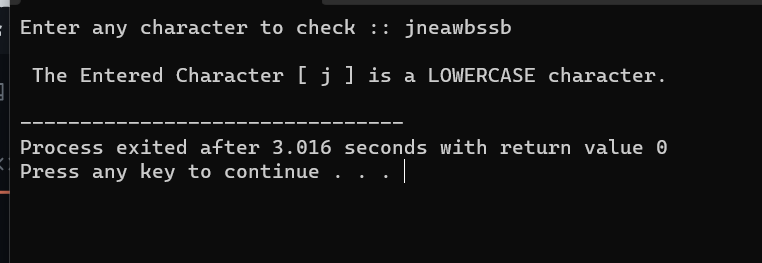 Enter any character to check :: jneawbssb
The Entered Character [ j ] is a LOWERCASE character.
--------------------------------
Process exited after 3.016 seconds with return value 0
Press any key to continue . . .